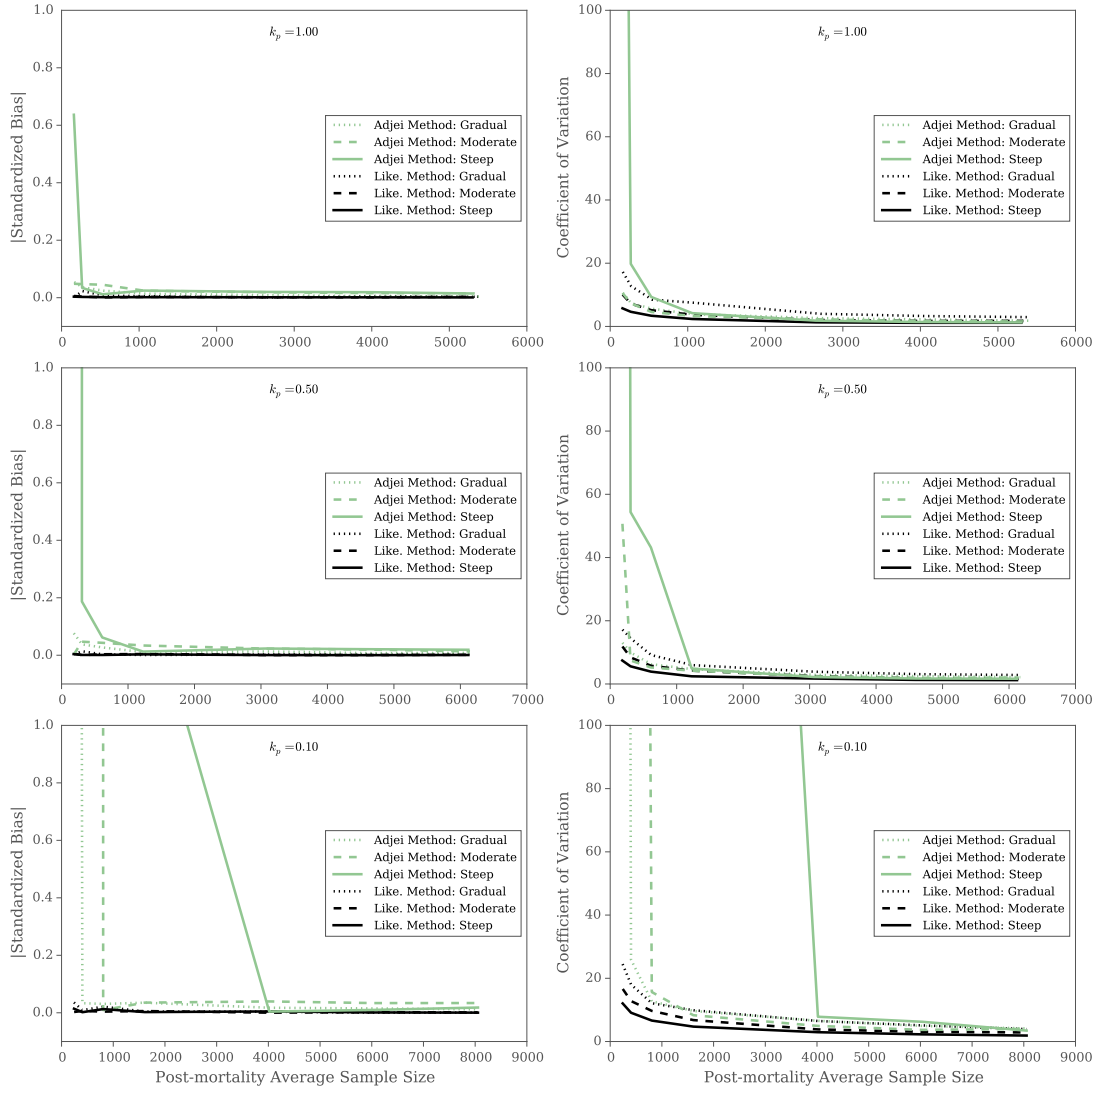 1.0
0.8
0.6
0.4
0.2
0.0
|Standardized Bias|
k_p =1.00
Adjei Method: Gradual
Adjei Method: Moderate
Adjei Method: Steep
Like. Method: Gradual
Like. Method: Moderate
Like. Method: Steep
0 1000 2000 3000 4000 5000 6000
100
80
60
40
20
0
Coefficient of Variation
k_p =1.00
Adjei Method: Gradual
Adjei Method: Moderate
Adjei Method: Steep
Like. Method: Gradual
Like. Method: Moderate
Like. Method: Steep
0 1000 2000 3000 4000 5000 6000
1.0
0.8
0.6
0.4
0.2
0.0
|Standardized Bias|
k_p =0.50
Adjei Method: Gradual
Adjei Method: Moderate
Adjei Method: Steep
Like. Method: Gradual
Like. Method: Moderate
Like. Method: Steep
0 1000 2000 3000 4000 5000 6000 7000
100
80
60
40
20
0
Coefficient of Variation
k_p =0.50
Adjei Method: Gradual
Adjei Method: Moderate
Adjei Method: Steep
Like. Method: Gradual
Like. Method: Moderate
Like. Method: Steep
0 1000 2000 3000 4000 5000 6000 7000
1.0
0.8
0.6
0.4
0.2
0.0
|Standardized Bias|
k_p =0.10
Adjei Method: Gradual
Adjei Method: Moderate
Adjei Method: Steep
Like. Method: Gradual
Like. Method: Moderate
Like. Method: Steep
0 1000 2000 3000 4000 5000 6000 7000 8000 9000
Post-mortality Average Sample Size
100
80
60
40
20
0
Coefficient of Variation
k_p =0.10
Adjei Method: Gradual
Adjei Method: Moderate
Adjei Method: Steep
Like. Method: Gradual
Like. Method: Moderate
Like. Method: Steep
0 1000 2000 3000 4000 5000 6000 7000 8000 9000
Post-mortality Average Sample Size